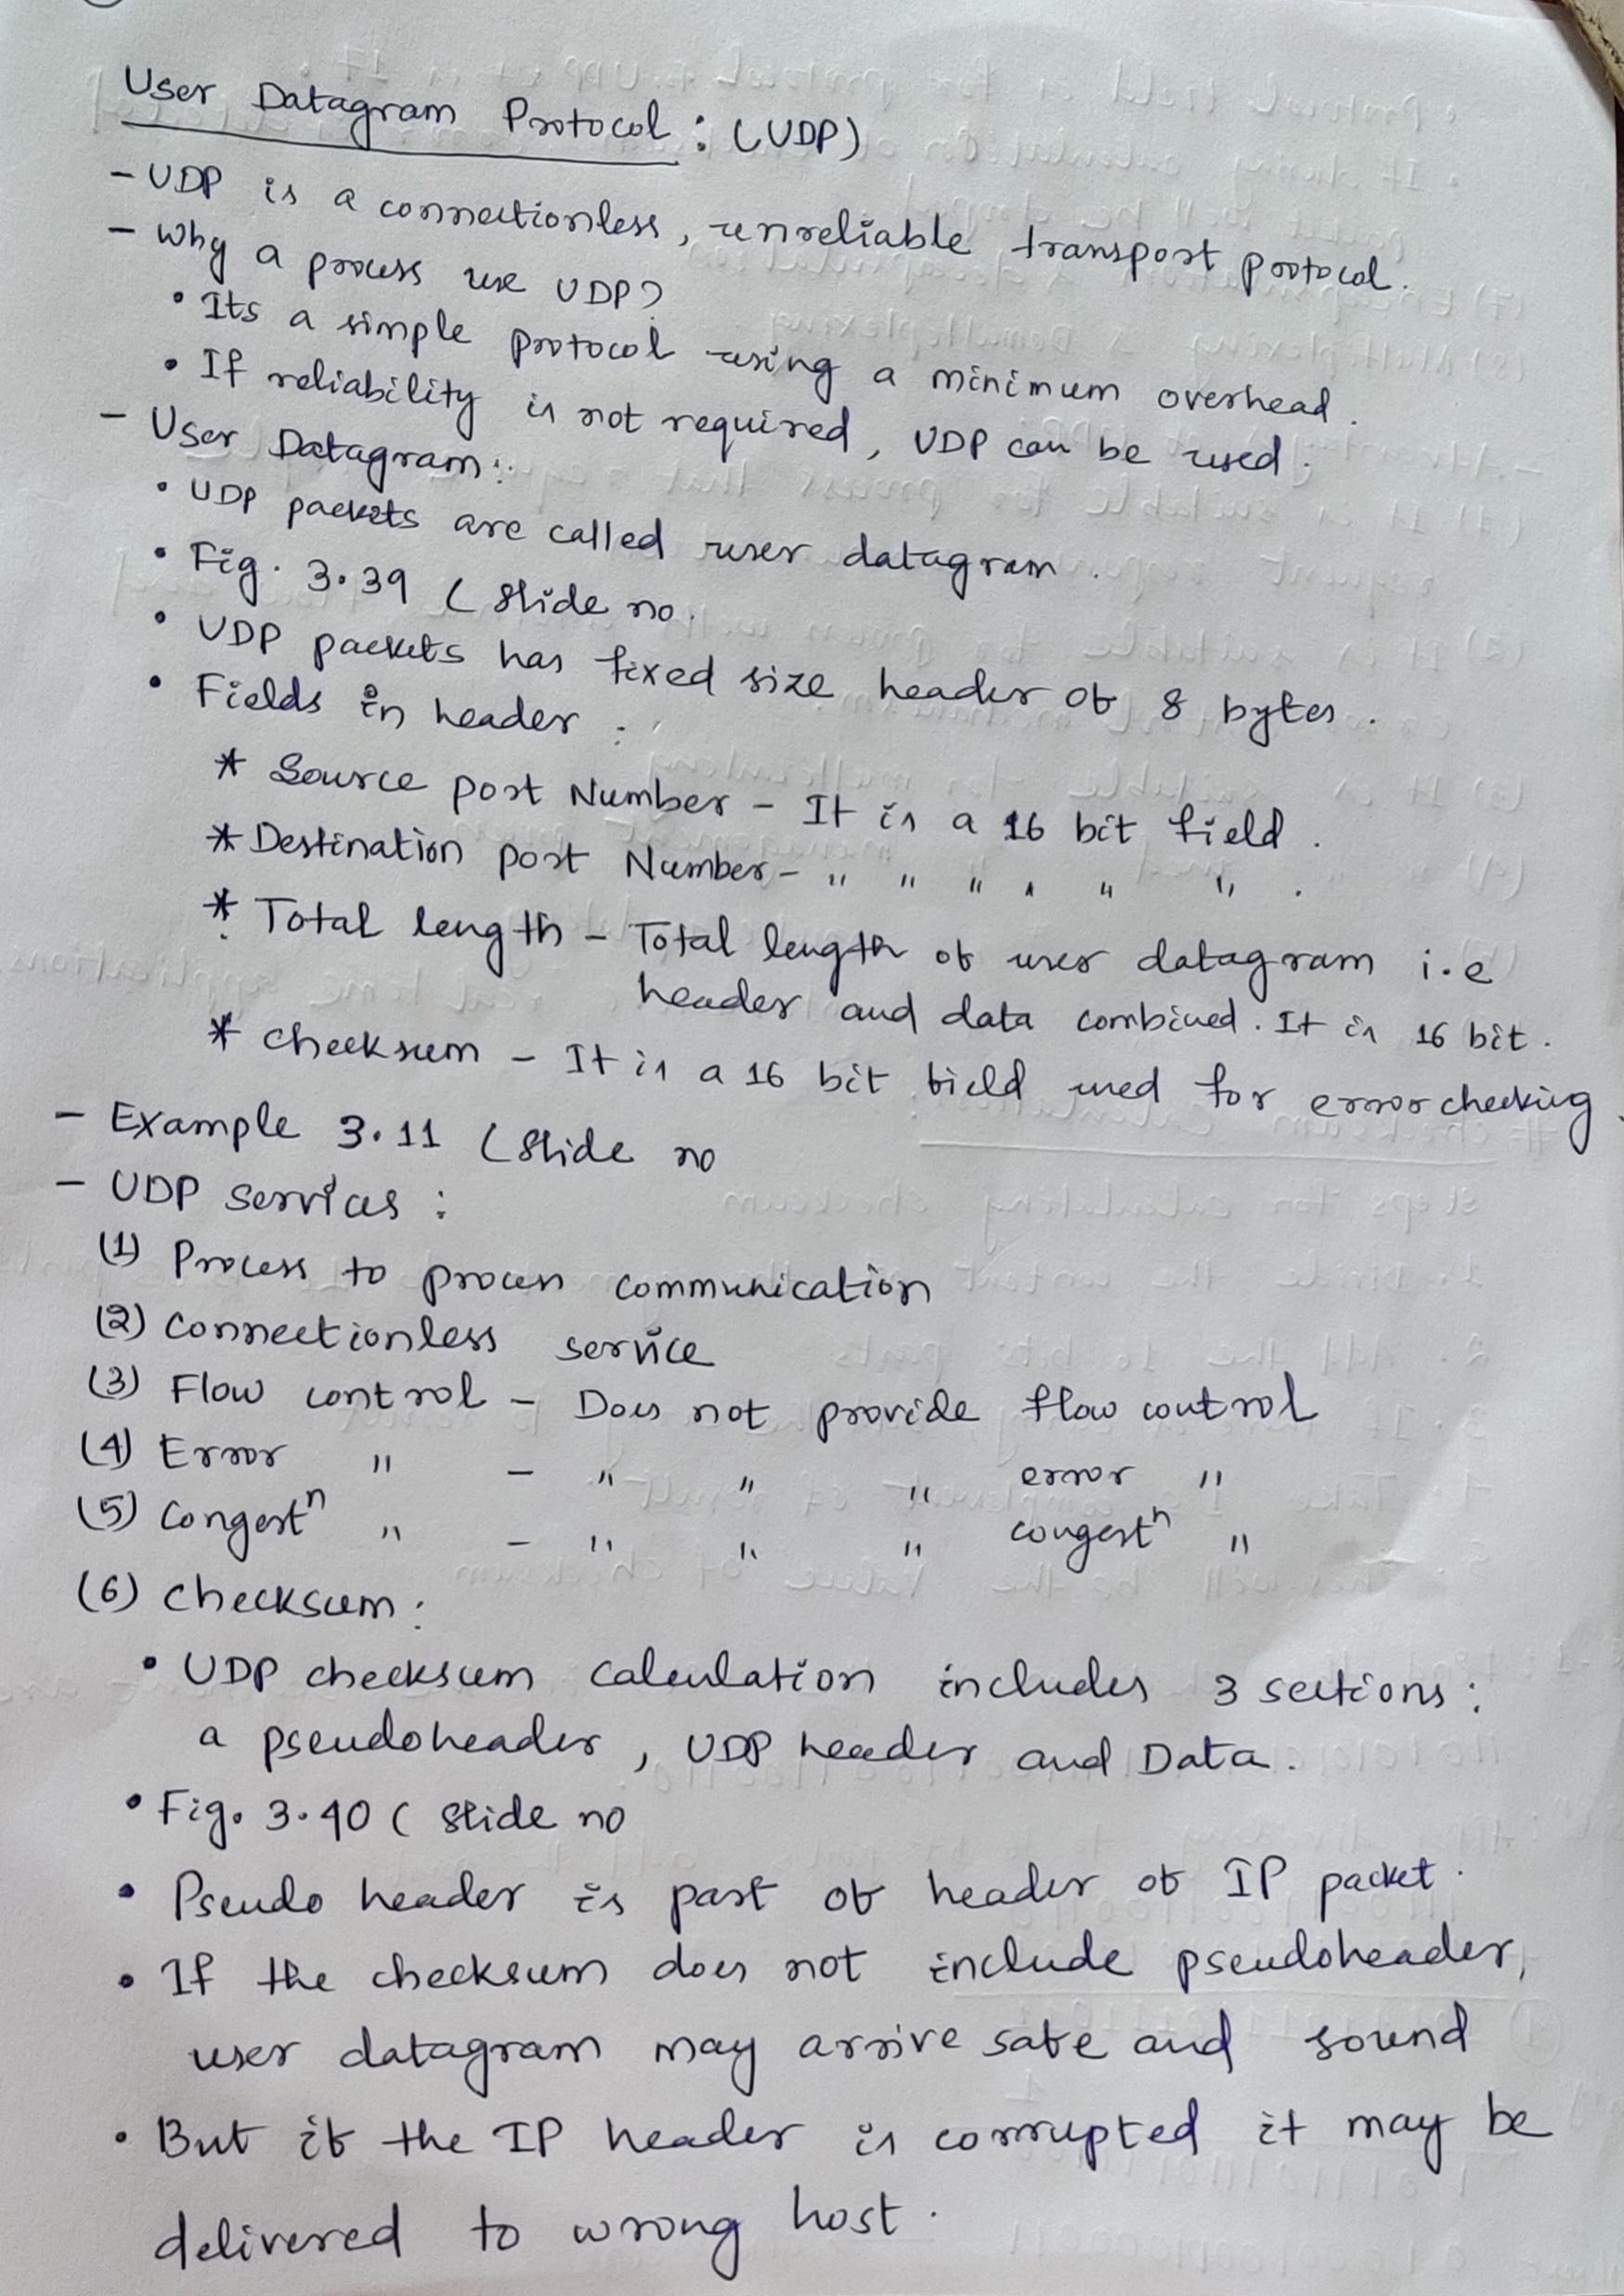 User Datagram Protocol : (UDP)
- UDP is a connectionless, unreliable transport protocol.
- Why a process use UDP?
• Its a simple protocol using a minimum overhead.
• If reliability is not required, UDP can be used.
- User Datagram :
• UDP packets are called user datagram.
• Fig. 3.39 ( Slide no.
• UDP packets has fixed size header of 8 bytes.
• Fields in header :
* Source port Number - It is a 16 bit field.
* Destination port Number - " " " " " " .
* Total length - Total length of user datagram i.e
header and data combined. It is 16 bit.
* Checksum - It is a 16 bit field used for error checking.
- Example 3.11 ( Slide no
- UDP Services :
(1) Process to process communication
(2) Connectionless service
(3) Flow control - Does not provide flow control
(4) Error " - " " " error "
(5) Congestⁿ " - " " " congestⁿ "
(6) Checksum :
• UDP checksum calculation includes 3 sections :
a pseudoheader, UDP header and Data.
• Fig. 3.40 ( Slide no
• Pseudo header is part of header of IP packet.
• If the checksum does not include pseudoheader,
user datagram may arrive safe and sound
• But if the IP header is corrupted it may be
delivered to wrong host.